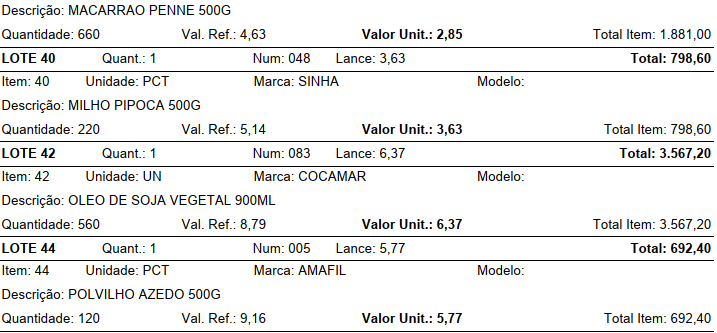 Descrição: MACARRAO PENNE 500G
Quantidade: 660 Val. Ref.: 4,63 Valor Unit.: 2,85 Total Item: 1.881,00
LOTE 40 Quant.: 1 Num: 048 Lance: 3,63 Total: 798,60
Item: 40 Unidade: PCT Marca: SINHA Modelo:
Descrição: MILHO PIPOCA 500G
Quantidade: 220 Val. Ref.: 5,14 Valor Unit.: 3,63 Total Item: 798,60
LOTE 42 Quant.: 1 Num: 083 Lance: 6,37 Total: 3.567,20
Item: 42 Unidade: UN Marca: COCAMAR Modelo:
Descrição: OLEO DE SOJA VEGETAL 900ML
Quantidade: 560 Val. Ref.: 8,79 Valor Unit.: 6,37 Total Item: 3.567,20
LOTE 44 Quant.: 1 Num: 005 Lance: 5,77 Total: 692,40
Item: 44 Unidade: PCT Marca: AMAFIL Modelo:
Descrição: POLVILHO AZEDO 500G
Quantidade: 120 Val. Ref.: 9,16 Valor Unit.: 5,77 Total Item: 692,40